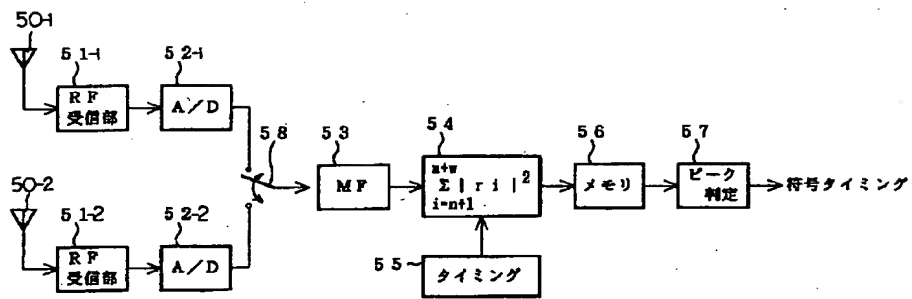 50-1
51-1
52-1
RF
受信部
A/D
58
53
MF
54
m+w
Σ|ri|²
i=n+1
56
メモリ
57
ピーク
判定
符号タイミング
50-2
51-2
52-2
RF
受信部
A/D
55
タイミング